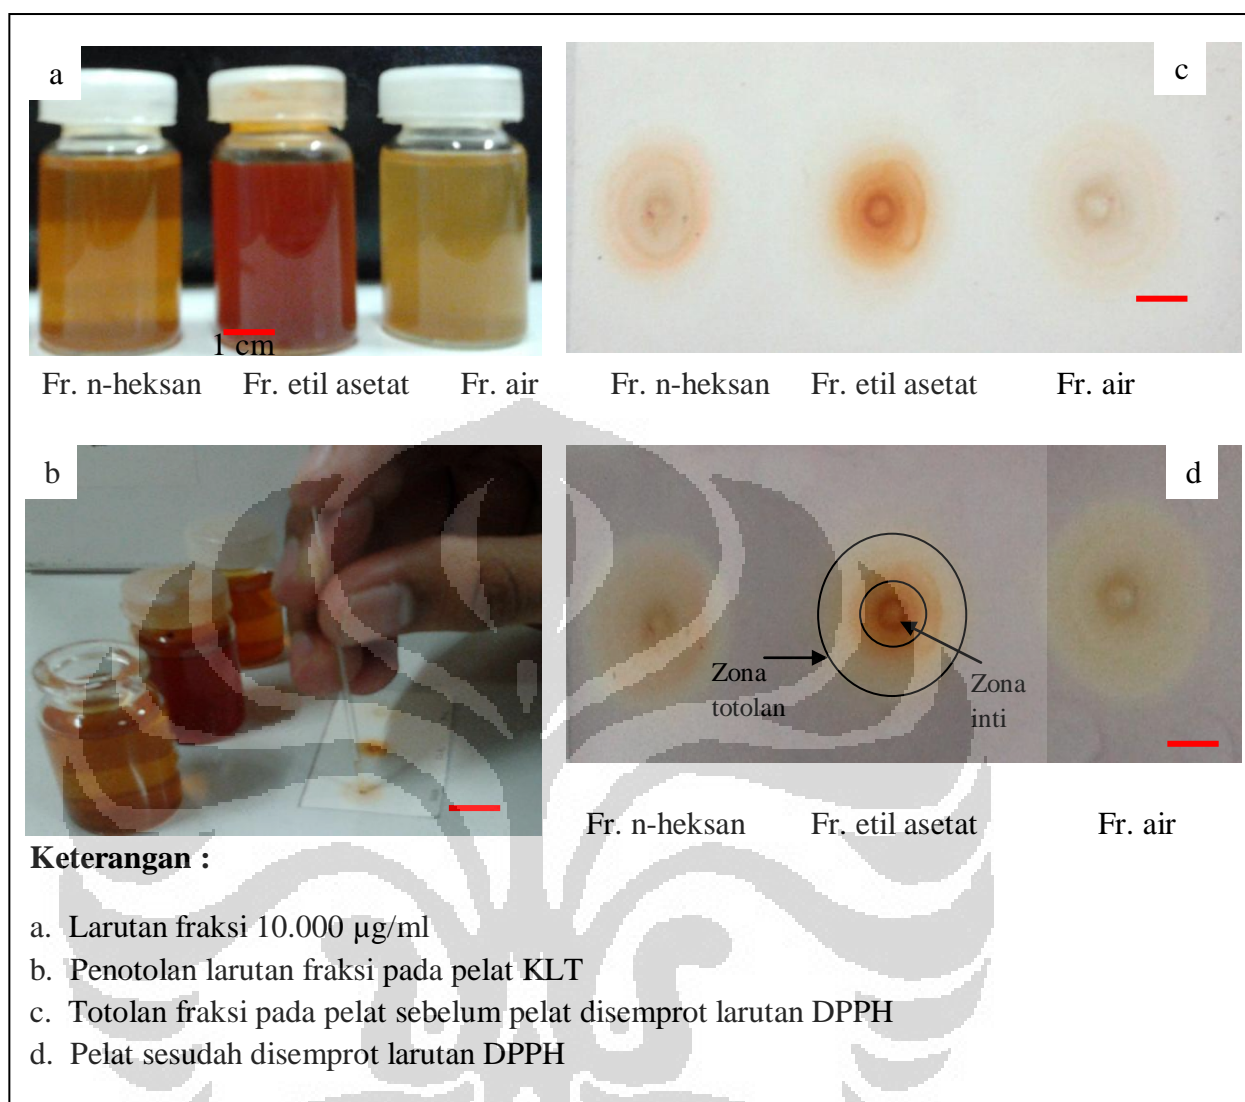 a
c
1 cm
Fr. n-heksan Fr. etil asetat Fr. air
Fr. n-heksan Fr. etil asetat Fr. air
b
d
Zona
totolan
Zona
inti
Fr. n-heksan Fr. etil asetat Fr. air
Keterangan :
a. Larutan fraksi 10.000 µg/ml
b. Penotolan larutan fraksi pada pelat KLT
c. Totolan fraksi pada pelat sebelum pelat disemprot larutan DPPH
d. Pelat sesudah disemprot larutan DPPH